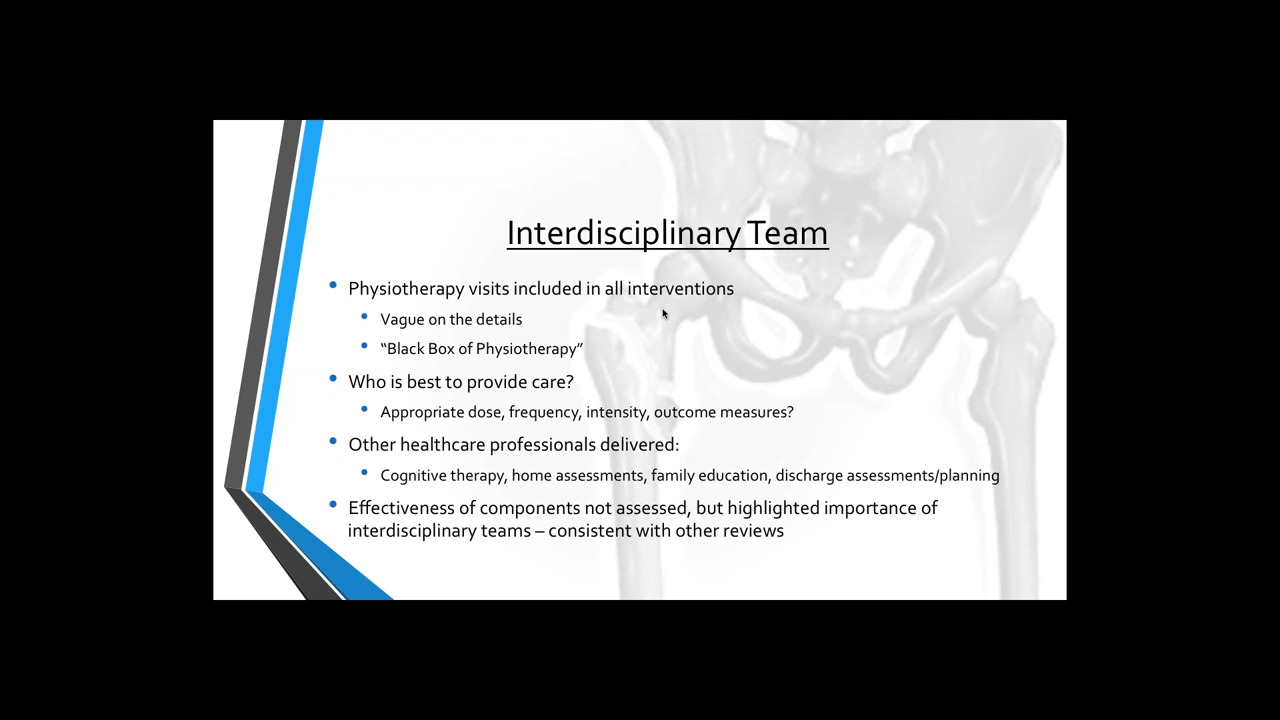 Interdisciplinary Team
• Physiotherapy visits included in all interventions
• Vague on the details
• “Black Box of Physiotherapy”
• Who is best to provide care?
• Appropriate dose, frequency, intensity, outcome measures?
• Other healthcare professionals delivered:
• Cognitive therapy, home assessments, family education, discharge assessments/planning
• Effectiveness of components not assessed, but highlighted importance of
interdisciplinary teams – consistent with other reviews